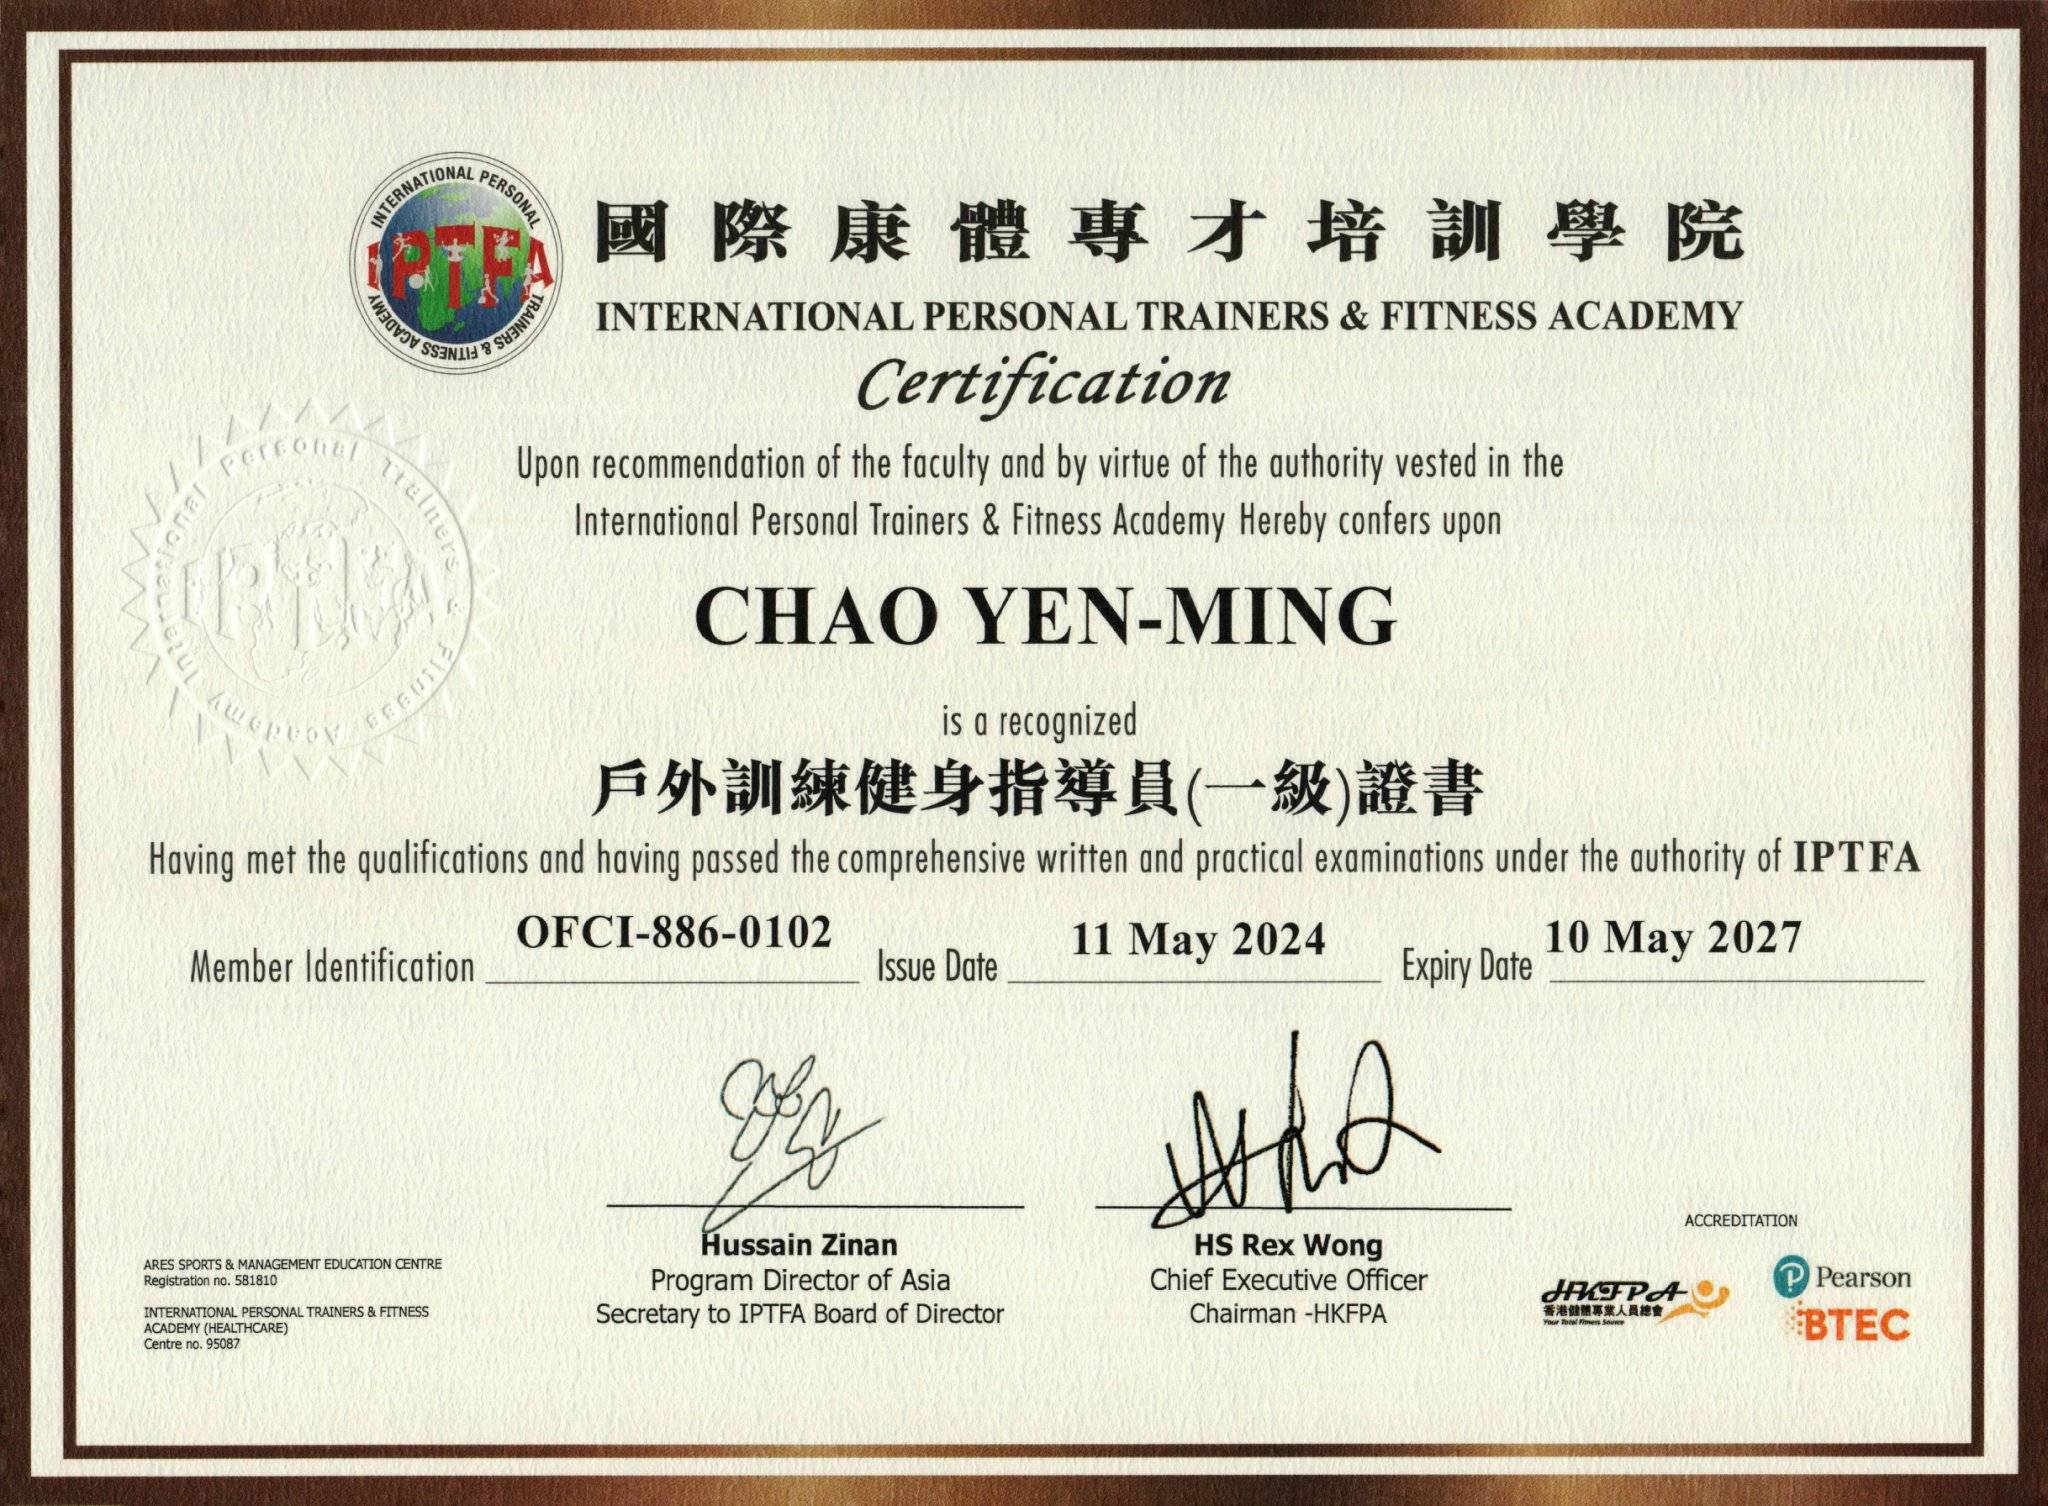 INTERNATIONAL PERSONAL
IPTFA
TRAINERS & FITNESS ACADEMY
國際康體專才培訓學院
INTERNATIONAL PERSONAL TRAINERS & FITNESS ACADEMY
Certification
Upon recommendation of the faculty and by virtue of the authority vested in the
International Personal Trainers & Fitness Academy Hereby confers upon
International Personal Trainers & Fitness Academy
IPTFA
CHAO YEN-MING
is a recognized
戶外訓練健身指導員(一級)證書
Having met the qualifications and having passed the comprehensive written and practical examinations under the authority of IPTFA
Member Identification OFCI-886-0102 Issue Date 11 May 2024 Expiry Date 10 May 2027
Hussain Zinan
Program Director of Asia
Secretary to IPTFA Board of Director
HS Rex Wong
Chief Executive Officer
Chairman -HKFPA
ARES SPORTS & MANAGEMENT EDUCATION CENTRE
Registration no. 581810
INTERNATIONAL PERSONAL TRAINERS & FITNESS
ACADEMY (HEALTHCARE)
Centre no. 95087
ACCREDITATION
HKFPA
香港健體專業人員總會
Your Total Fitness Source
Pearson
BTEC